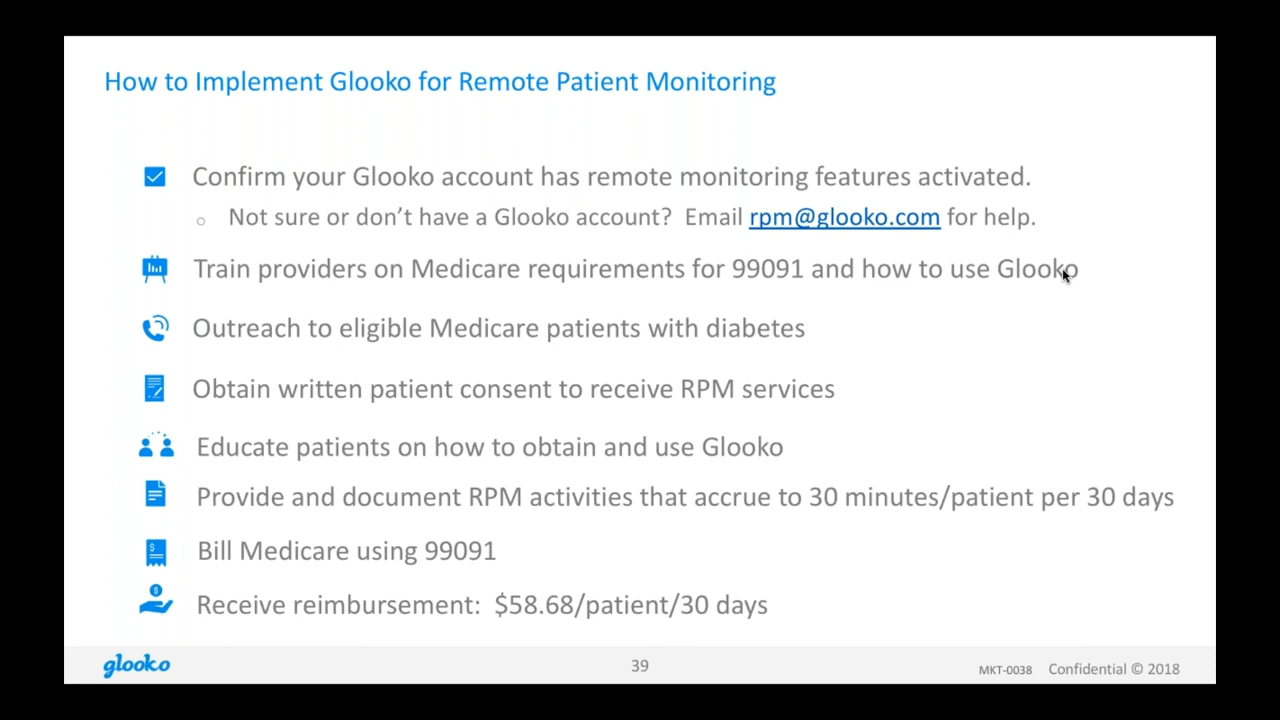 How to Implement Glooko for Remote Patient Monitoring
Confirm your Glooko account has remote monitoring features activated.
Not sure or don't have a Glooko account?  Email rpm@glooko.com for help.
Train providers on Medicare requirements for 99091 and how to use Glooko
Outreach to eligible Medicare patients with diabetes
Obtain written patient consent to receive RPM services
Educate patients on how to obtain and use Glooko
Provide and document RPM activities that accrue to 30 minutes/patient per 30 days
Bill Medicare using 99091
Receive reimbursement:  $58.68/patient/30 days
glooko
39
MKT-0038
Confidential © 2018